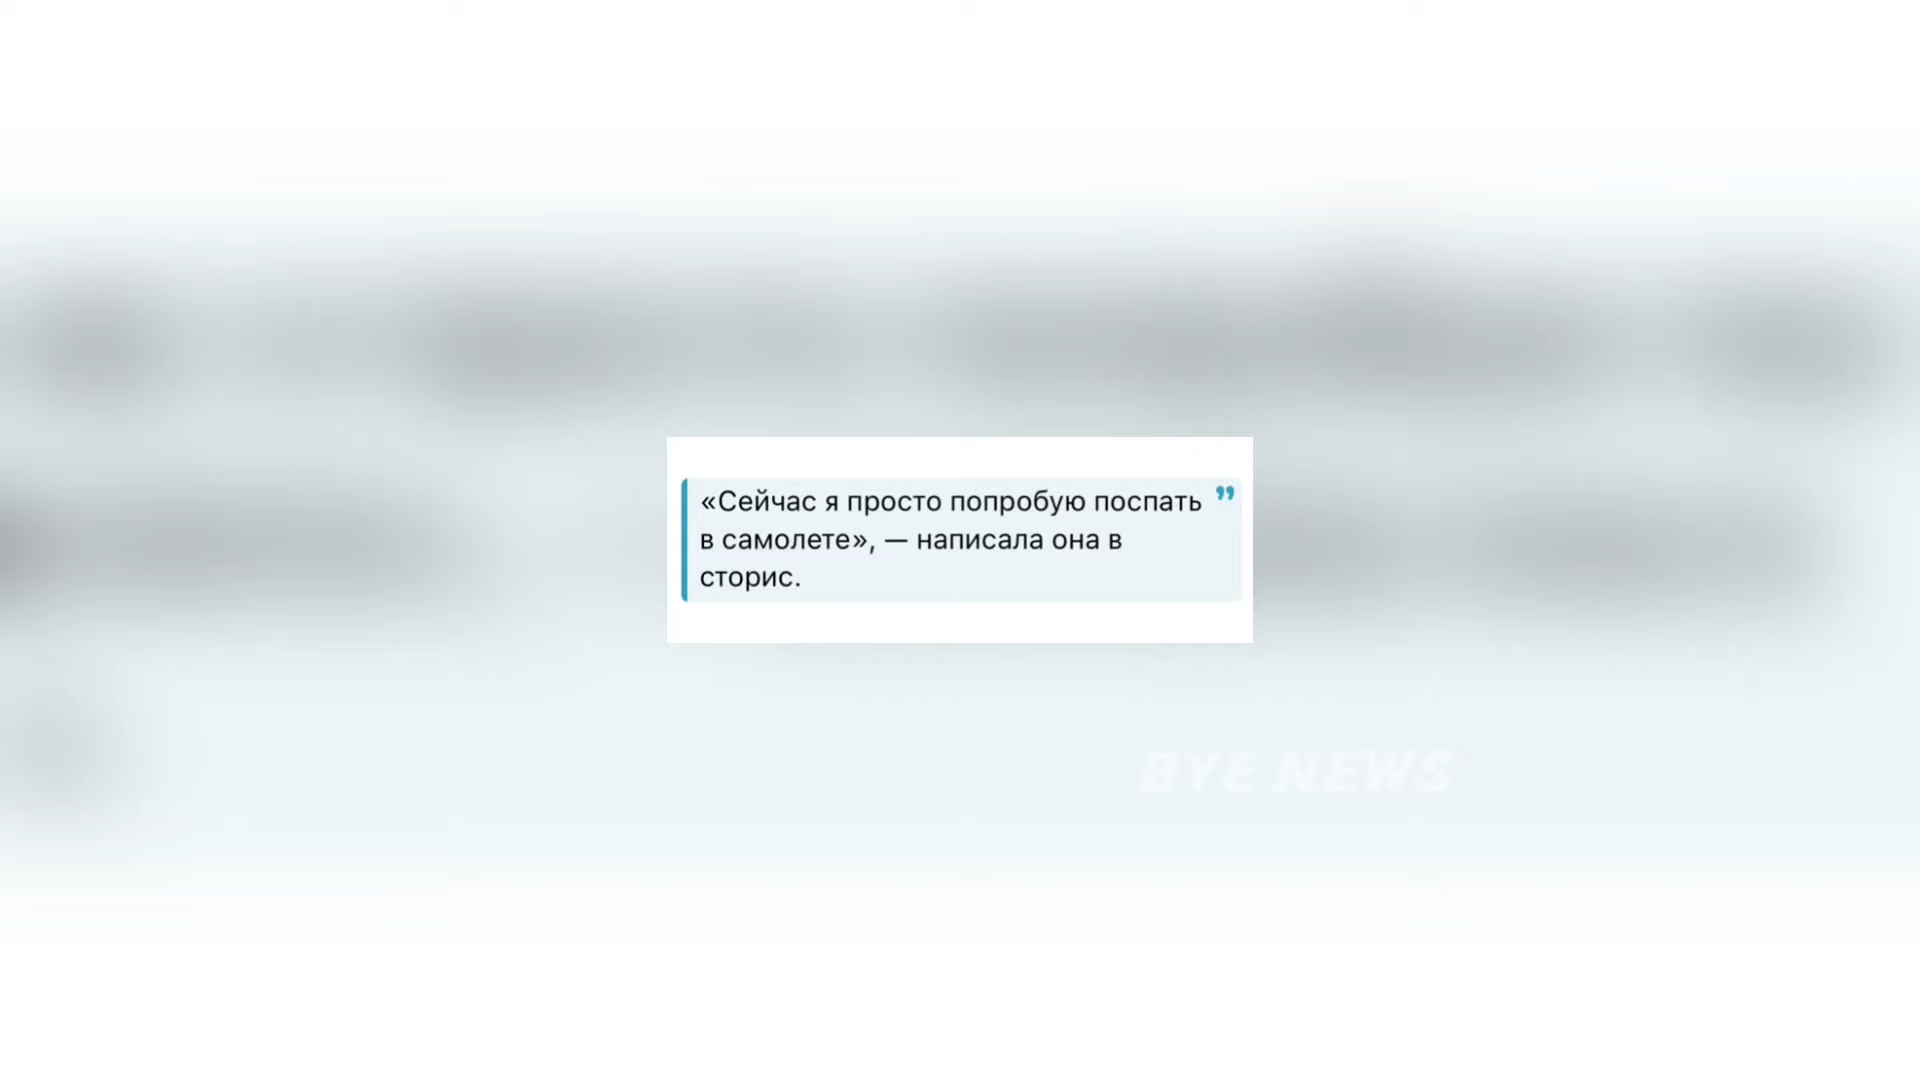 «Сейчас я просто попробую поспать
в самолете», — написала она в
сторис.
BYE NEWS